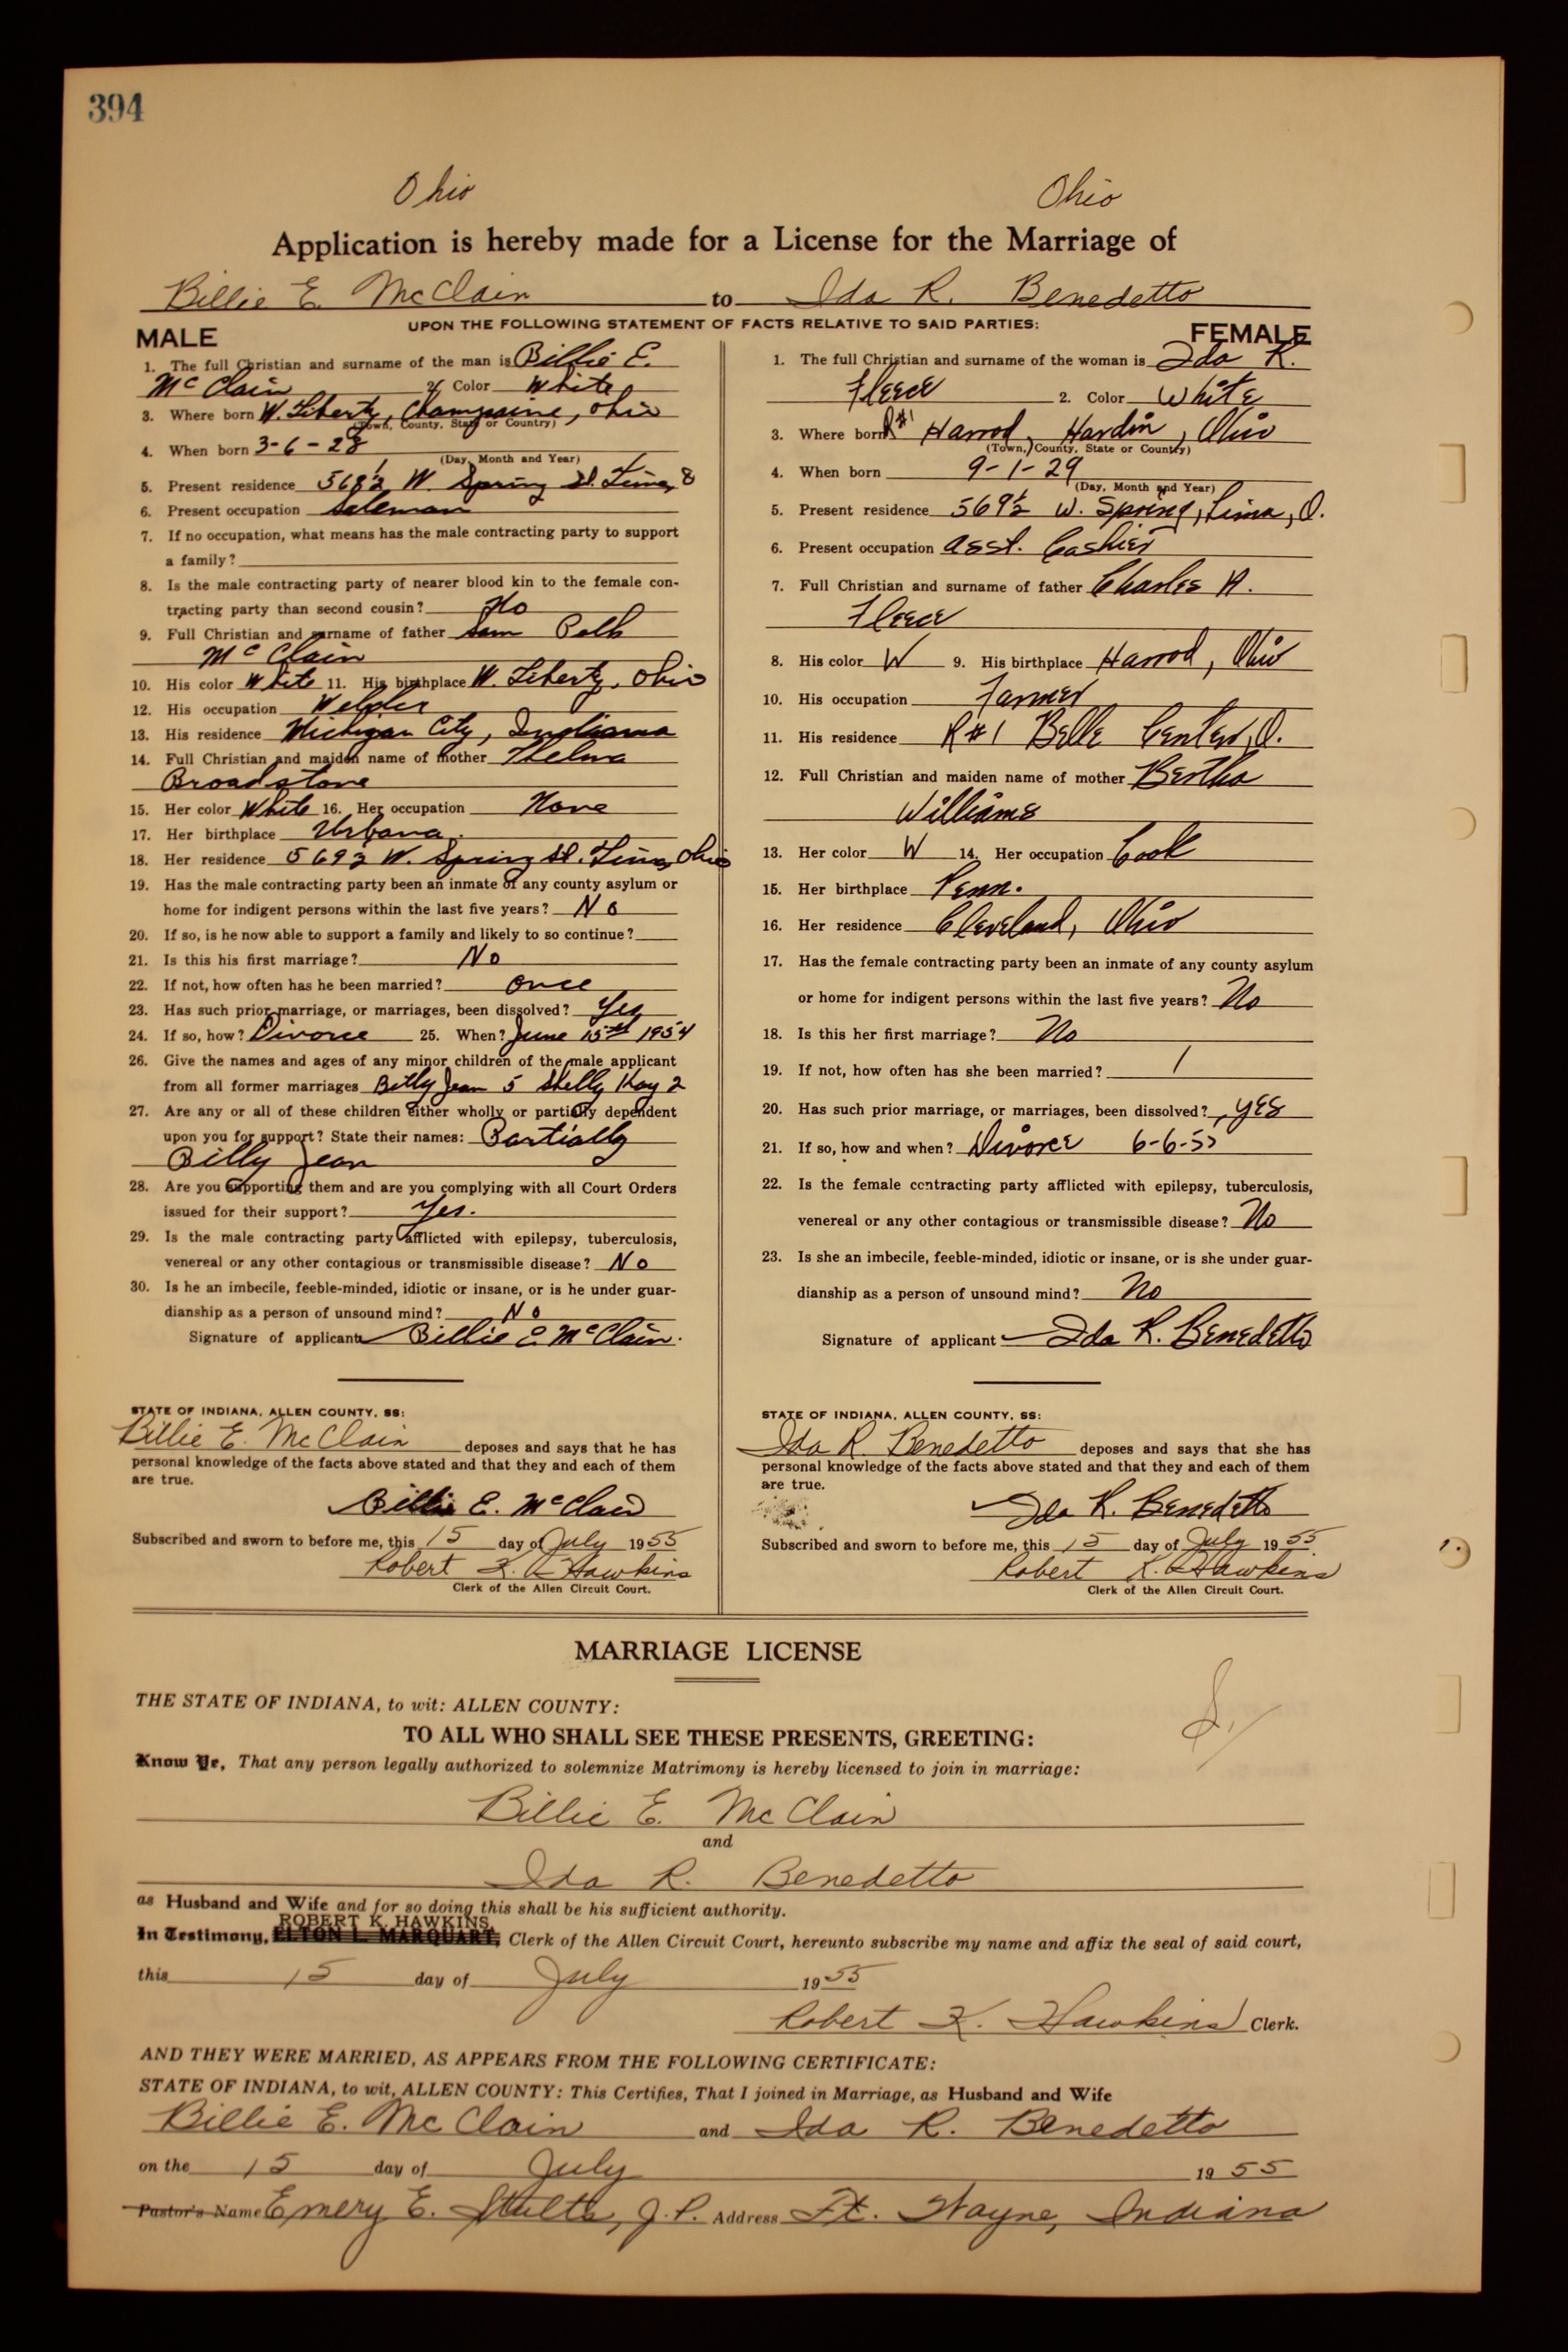 394
Ohio Ohio
Application is hereby made for a License for the Marriage of
Billie E. McClain to Ida R. Benedetto
UPON THE FOLLOWING STATEMENT OF FACTS RELATIVE TO SAID PARTIES:
MALE
1. The full Christian and surname of the man is Billie E.
McClain 2. Color White
3. Where born W. Liberty, Champaine, Ohio
(Town, County, State or Country)
4. When born 3-6-28
(Day, Month and Year)
5. Present residence 569½ W. Spring St. Lima, O
6. Present occupation Saleman
7. If no occupation, what means has the male contracting party to support
a family?
8. Is the male contracting party of nearer blood kin to the female con-
tracting party than second cousin? No
9. Full Christian and surname of father Sam Polk
McClain
10. His color White 11. His birthplace W. Liberty, Ohio
12. His occupation Welder
13. His residence Michigan City, Indiana
14. Full Christian and maiden name of mother Thelma
Broadstone
15. Her color White 16. Her occupation None
17. Her birthplace Urbana.
18. Her residence 569½ W. Spring St. Lima, Ohio
19. Has the male contracting party been an inmate of any county asylum or
home for indigent persons within the last five years? No
20. If so, is he now able to support a family and likely to so continue?
21. Is this his first marriage? No
22. If not, how often has he been married? Once
23. Has such prior marriage, or marriages, been dissolved? Yes
24. If so, how? Divorce 25. When? June 15th 1954
26. Give the names and ages of any minor children of the male applicant
from all former marriages Billy Jean 5 Shelly Kay 2
27. Are any or all of these children either wholly or partially dependent
upon you for support? State their names: Partially
Billy Jean
28. Are you supporting them and are you complying with all Court Orders
issued for their support? Yes.
29. Is the male contracting party afflicted with epilepsy, tuberculosis,
venereal or any other contagious or transmissible disease? No
30. Is he an imbecile, feeble-minded, idiotic or insane, or is he under guar-
dianship as a person of unsound mind? No
Signature of applicant Billie E. McClain.
STATE OF INDIANA, ALLEN COUNTY, SS:
Billie E. McClain deposes and says that he has
personal knowledge of the facts above stated and that they and each of them
are true.
Billie E. McClain
Subscribed and sworn to before me, this 15 day of July 1955
Robert K. Hawkins
Clerk of the Allen Circuit Court.
FEMALE
1. The full Christian and surname of the woman is Ida R.
Fleece 2. Color White
3. Where born R#1 Harrod, Hardin, Ohio
(Town, County, State or Country)
4. When born 9-1-29
(Day, Month and Year)
5. Present residence 569½ W. Spring, Lima, O.
6. Present occupation Asst. Cashier
7. Full Christian and surname of father Charles A.
Fleece
8. His color W 9. His birthplace Harrod, Ohio
10. His occupation Farmer
11. His residence R#1 Belle Center, O.
12. Full Christian and maiden name of mother Bertha
Williams
13. Her color W 14. Her occupation Cook
15. Her birthplace Penn.
16. Her residence Cleveland, Ohio
17. Has the female contracting party been an inmate of any county asylum
or home for indigent persons within the last five years? No
18. Is this her first marriage? No
19. If not, how often has she been married? 1
20. Has such prior marriage, or marriages, been dissolved? yes
21. If so, how and when? Divorce 6-6-55
22. Is the female contracting party afflicted with epilepsy, tuberculosis,
venereal or any other contagious or transmissible disease? No
23. Is she an imbecile, feeble-minded, idiotic or insane, or is she under guar-
dianship as a person of unsound mind? No
Signature of applicant Ida R. Benedetto
STATE OF INDIANA, ALLEN COUNTY, SS:
Ida R. Benedetto deposes and says that she has
personal knowledge of the facts above stated and that they and each of them
are true.
Ida R. Benedetto
Subscribed and sworn to before me, this 15 day of July 1955
Robert K. Hawkins
Clerk of the Allen Circuit Court.
MARRIAGE LICENSE
THE STATE OF INDIANA, to wit: ALLEN COUNTY:
TO ALL WHO SHALL SEE THESE PRESENTS, GREETING:
Know Ye, That any person legally authorized to solemnize Matrimony is hereby licensed to join in marriage:
Billie E. McClain
and
Ida R. Benedetto
as Husband and Wife and for so doing this shall be his sufficient authority.
ROBERT K. HAWKINS
In Testimony, ELTON L. MARQUART, Clerk of the Allen Circuit Court, hereunto subscribe my name and affix the seal of said court,
this 15 day of July 1955
Robert K. Hawkins Clerk.
AND THEY WERE MARRIED, AS APPEARS FROM THE FOLLOWING CERTIFICATE:
STATE OF INDIANA, to wit, ALLEN COUNTY: This Certifies, That I joined in Marriage, as Husband and Wife
Billie E. McClain and Ida R. Benedetto
on the 15 day of July 1955
Pastor's Name Emery E. Stults, J.P. Address Ft. Wayne, Indiana